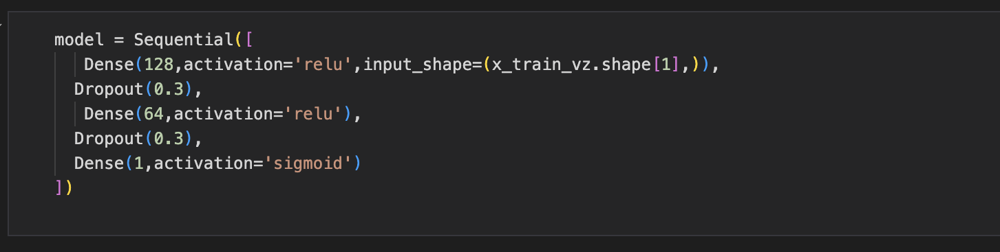 model = Sequential([
   Dense(128,activation='relu',input_shape=(x_train_vz.shape[1],)),
  Dropout(0.3),
   Dense(64,activation='relu'),
  Dropout(0.3),
  Dense(1,activation='sigmoid')
])